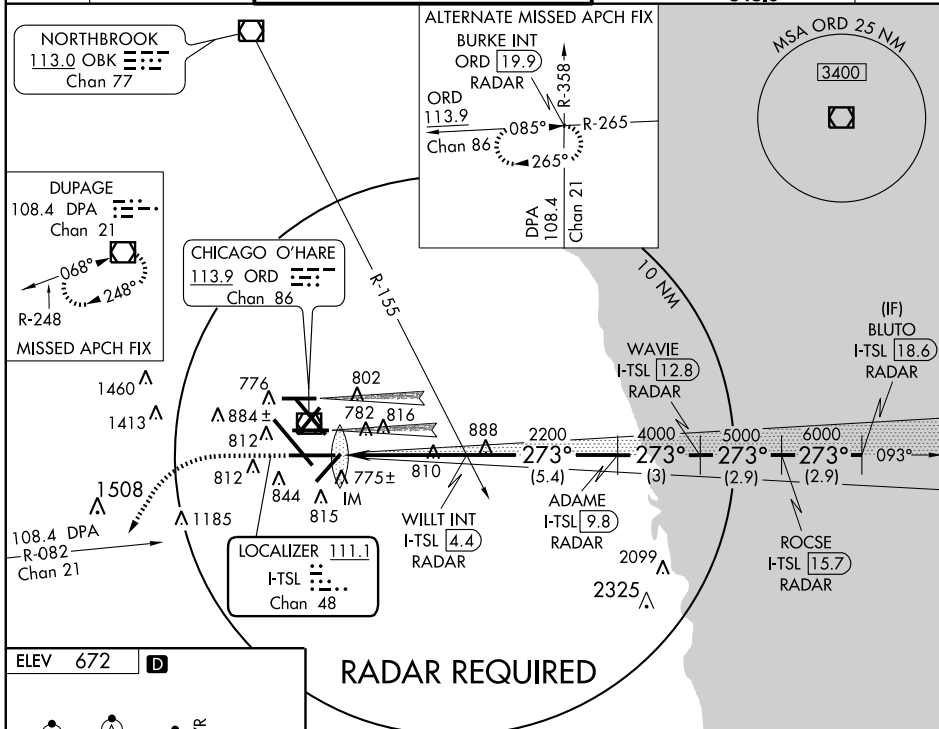 ALTERNATE MISSED APCH FIX
BURKE INT
ORD 19.9
RADAR
R-358
ORD
113.9
Chan 86
085°
R-265
265°
DPA
108.4
Chan 21
MSA ORD 25 NM
3400
NORTHBROOK
113.0 OBK
Chan 77
DUPAGE
108.4 DPA
Chan 21
068°
248°
R-248
MISSED APCH FIX
CHICAGO O'HARE
113.9 ORD
Chan 86
R-155
10 NM
(IF)
BLUTO
I-TSL 18.6
RADAR
WAVIE
I-TSL 12.8
RADAR
1460
1413
776
802
884±
782
816
812
888
2200
4000
5000
6000
273°
273°
273°
273°
093°
(5.4)
(3)
(2.9)
(2.9)
812
844
815
775±
IM
810
1508
1185
108.4 DPA
R-082
Chan 21
WILLT INT
I-TSL 4.4
RADAR
ADAME
I-TSL 9.8
RADAR
ROCSE
I-TSL 15.7
RADAR
LOCALIZER 111.1
I-TSL
Chan 48
2099
2325
RADAR REQUIRED
ELEV 672 D
A